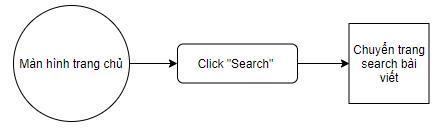 Màn hình trang chủ
Click "Search"
Chuyển trang
search bài
viết